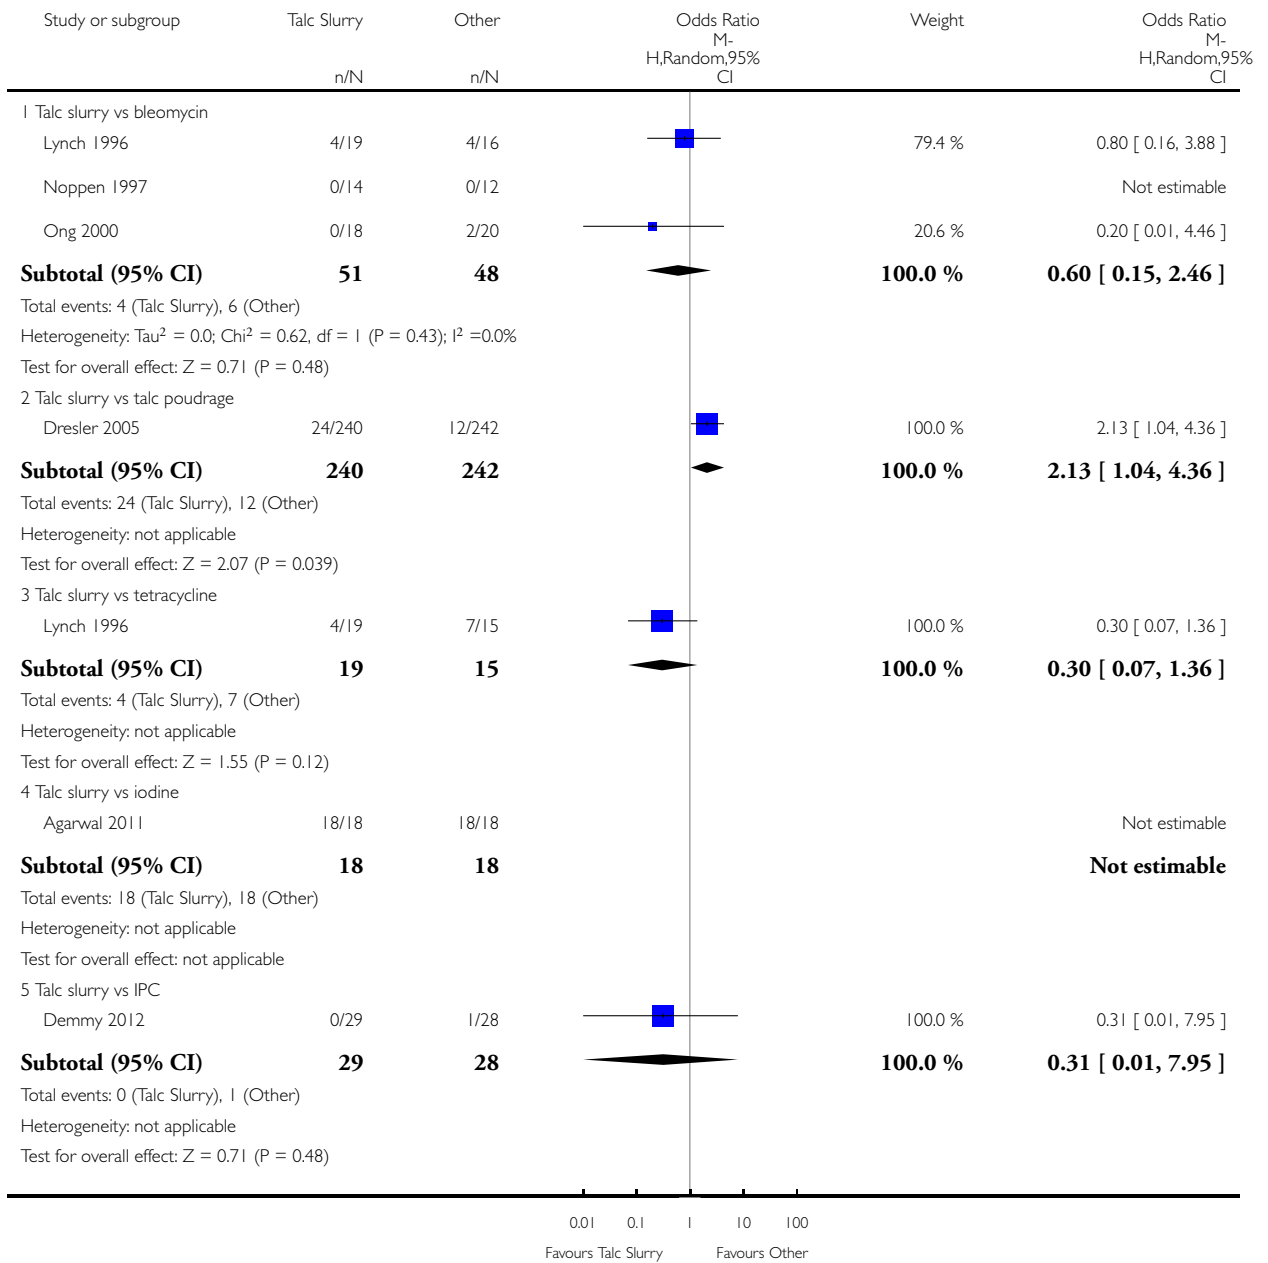 Study or subgroup Talc Slurry Other Odds Ratio Weight Odds Ratio
M- M-
H,Random,95% H,Random,95%
n/N n/N CI CI
1 Talc slurry vs bleomycin
Lynch 1996 4/19 4/16 79.4 % 0.80 [ 0.16, 3.88 ]
Noppen 1997 0/14 0/12 Not estimable
Ong 2000 0/18 2/20 20.6 % 0.20 [ 0.01, 4.46 ]
Subtotal (95% CI) 51 48 100.0 % 0.60 [ 0.15, 2.46 ]
Total events: 4 (Talc Slurry), 6 (Other)
Heterogeneity: Tau² = 0.0; Chi² = 0.62, df = 1 (P = 0.43); I² =0.0%
Test for overall effect: Z = 0.71 (P = 0.48)
2 Talc slurry vs talc poudrage
Dresler 2005 24/240 12/242 100.0 % 2.13 [ 1.04, 4.36 ]
Subtotal (95% CI) 240 242 100.0 % 2.13 [ 1.04, 4.36 ]
Total events: 24 (Talc Slurry), 12 (Other)
Heterogeneity: not applicable
Test for overall effect: Z = 2.07 (P = 0.039)
3 Talc slurry vs tetracycline
Lynch 1996 4/19 7/15 100.0 % 0.30 [ 0.07, 1.36 ]
Subtotal (95% CI) 19 15 100.0 % 0.30 [ 0.07, 1.36 ]
Total events: 4 (Talc Slurry), 7 (Other)
Heterogeneity: not applicable
Test for overall effect: Z = 1.55 (P = 0.12)
4 Talc slurry vs iodine
Agarwal 2011 18/18 18/18 Not estimable
Subtotal (95% CI) 18 18 Not estimable
Total events: 18 (Talc Slurry), 18 (Other)
Heterogeneity: not applicable
Test for overall effect: not applicable
5 Talc slurry vs IPC
Demmy 2012 0/29 1/28 100.0 % 0.31 [ 0.01, 7.95 ]
Subtotal (95% CI) 29 28 100.0 % 0.31 [ 0.01, 7.95 ]
Total events: 0 (Talc Slurry), 1 (Other)
Heterogeneity: not applicable
Test for overall effect: Z = 0.71 (P = 0.48)
0.01 0.1 1 10 100
Favours Talc Slurry Favours Other